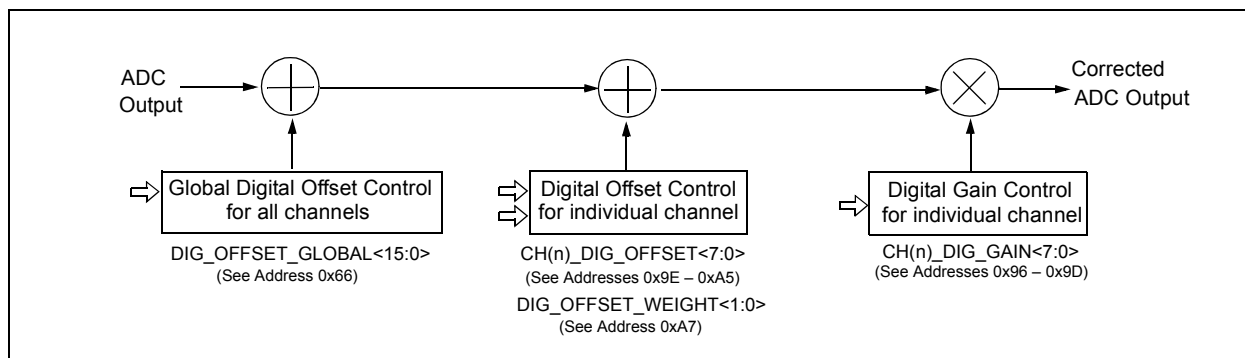 ADC
Output
Corrected
ADC Output
Global Digital Offset Control
for all channels
DIG_OFFSET_GLOBAL<15:0>
(See Address 0x66)
Digital Offset Control
for individual channel
CH(n)_DIG_OFFSET<7:0>
(See Addresses 0x9E – 0xA5)
DIG_OFFSET_WEIGHT<1:0>
(See Address 0xA7)
Digital Gain Control
for individual channel
CH(n)_DIG_GAIN<7:0>
(See Addresses 0x96 – 0x9D)